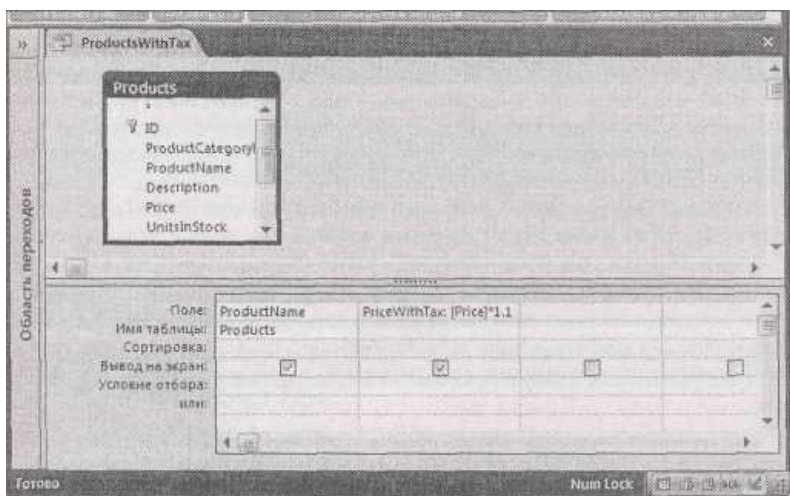 ProductsWithTax
Products
*
ID
ProductCategoryI
ProductName
Description
Price
UnitsInStock
Область переходов
Поле: ProductName PriceWithTax: [Price]*1,1
Имя таблицы: Products
Сортировка:
Вывод на экран:
Условие отбора:
или:
Готово Num Lock